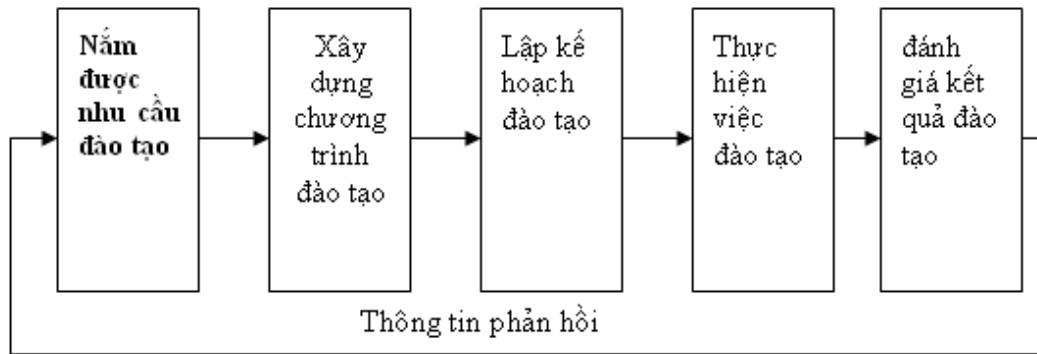 Nắm
được
nhu cầu
đào tạo
Xây
dựng
chương
trình
đào tạo
Lập kế
hoạch
đào tạo
Thực
hiện
việc
đào tạo
đánh
giá kết
quả đào
tạo
Thông tin phản hồi